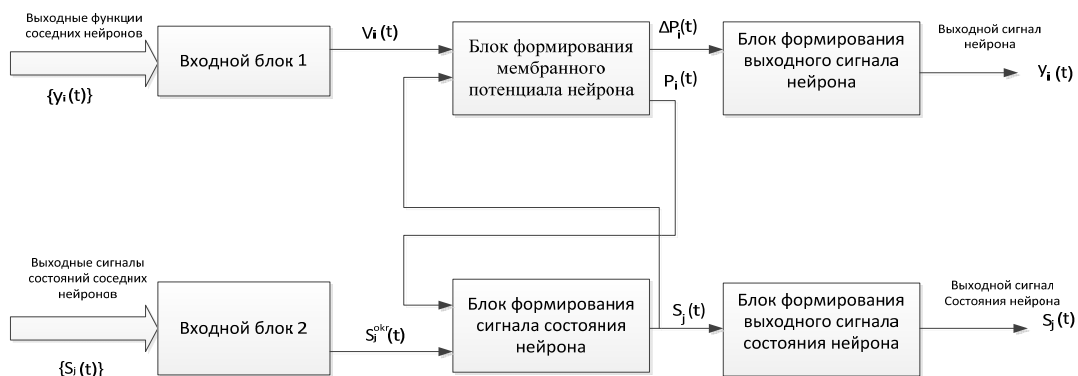 Выходные функции
соседних нейронов
{yi(t)}
Входной блок 1
Vi (t)
Блок формирования
мембранного
потенциала нейрона
ΔPi(t)
Pi(t)
Блок формирования
выходного сигнала
нейрона
Выходной сигнал
нейрона
yi (t)
Выходные сигналы
состояний соседних
нейронов
{Sj(t)}
Входной блок 2
Sjokr(t)
Блок формирования
сигнала состояния
нейрона
Sj(t)
Блок формирования
выходного сигнала
состояния нейрона
Выходной сигнал
Состояния нейрона
Sj(t)